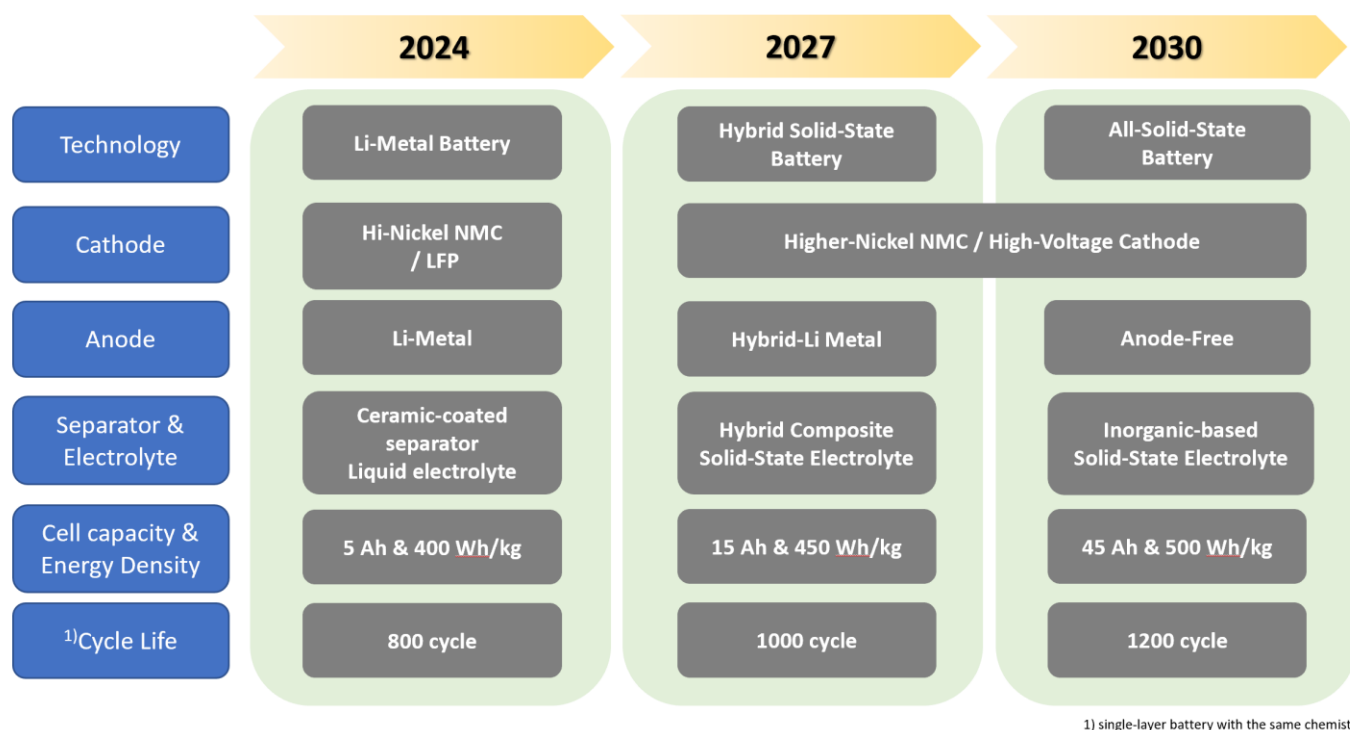 2024
2027
2030
Technology
Li-Metal Battery
Hybrid Solid-State
Battery
All-Solid-State
Battery
Cathode
Hi-Nickel NMC
/ LFP
Higher-Nickel NMC / High-Voltage Cathode
Anode
Li-Metal
Hybrid-Li Metal
Anode-Free
Separator &
Electrolyte
Ceramic-coated
separator
Liquid electrolyte
Hybrid Composite
Solid-State Electrolyte
Inorganic-based
Solid-State Electrolyte
Cell capacity &
Energy Density
5 Ah & 400 Wh/kg
15 Ah & 450 Wh/kg
45 Ah & 500 Wh/kg
1)Cycle Life
800 cycle
1000 cycle
1200 cycle
1) single-layer battery with the same chemist